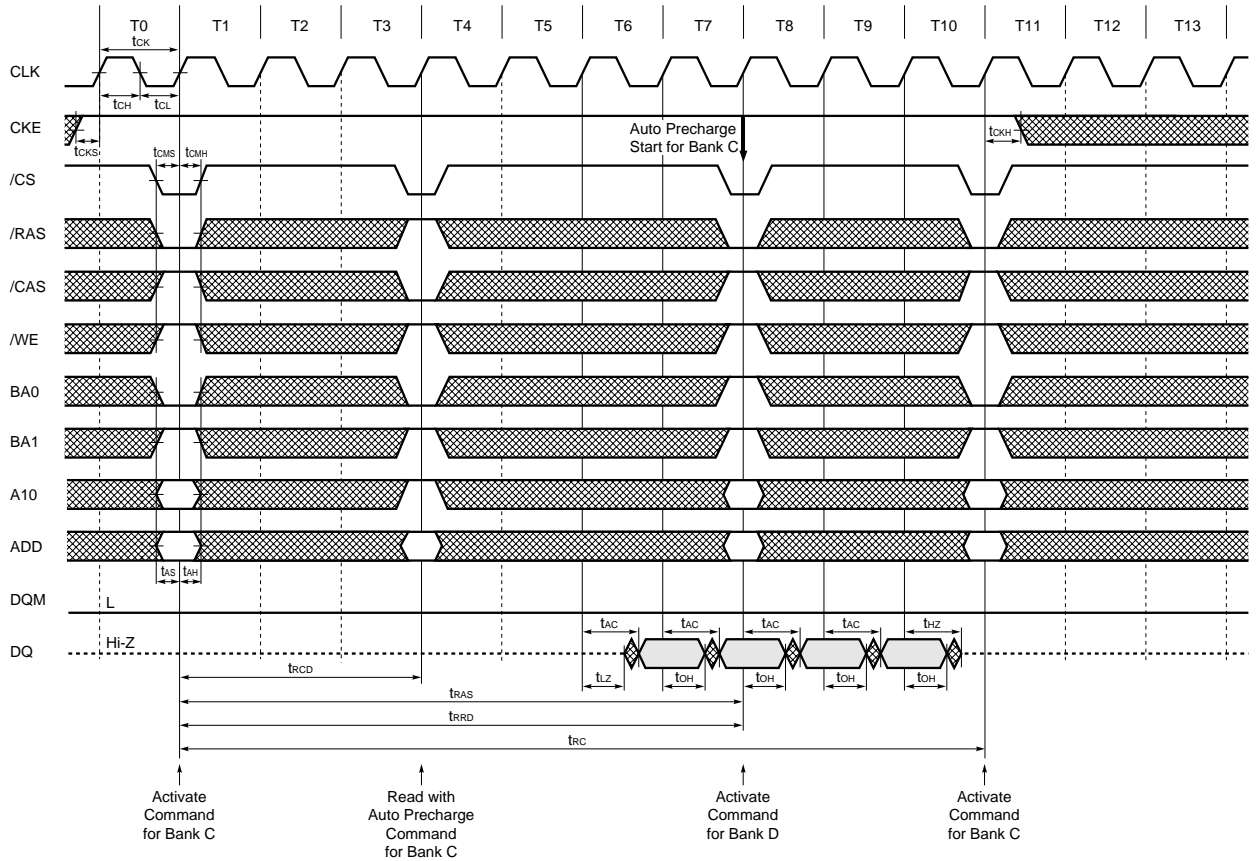 T0 T1 T2 T3 T4 T5 T6 T7 T8 T9 T10 T11 T12 T13
tCK
CLK
tCH tCL
CKE
Auto Precharge
Start for Bank C
tCKH
tCKS
tCMS tCMH
/CS
/RAS
/CAS
/WE
BA0
BA1
A10
ADD
tAS tAH
DQM
L
Hi-Z
tAC tAC tAC tAC tHZ
DQ
tLZ tOH tOH tOH tOH
tRCD
tRAS
tRRD
tRC
Activate
Command
for Bank C
Read with
Auto Precharge
Command
for Bank C
Activate
Command
for Bank D
Activate
Command
for Bank C